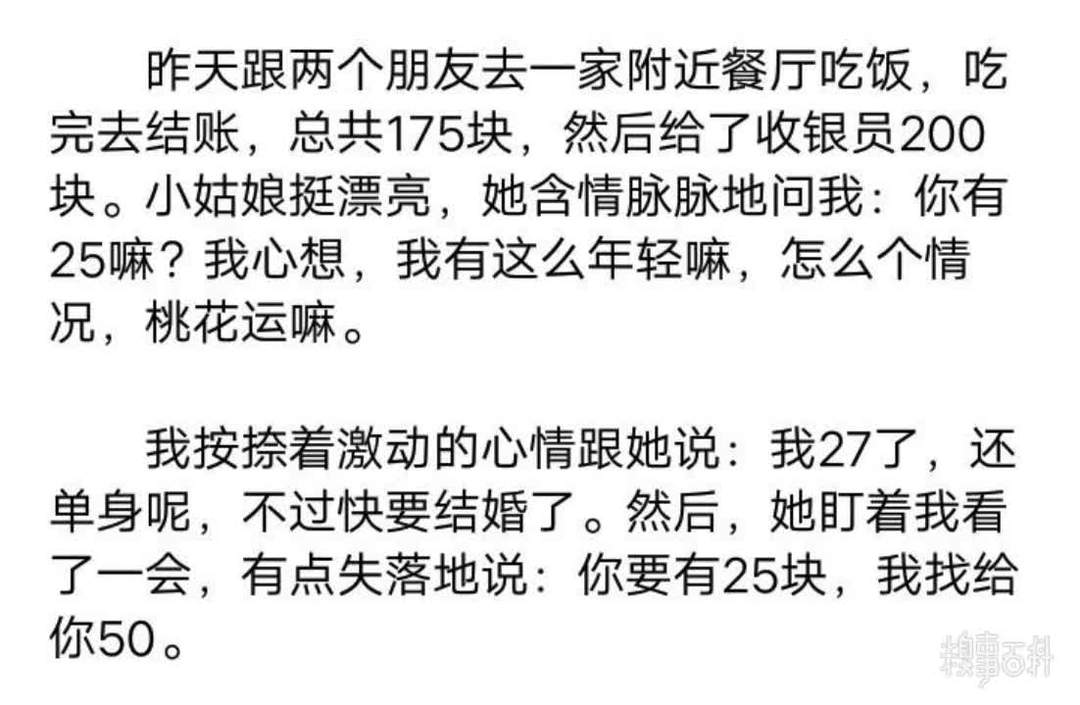 昨天跟两个朋友去一家附近餐厅吃饭，吃
完去结账，总共175块，然后给了收银员200
块。小姑娘挺漂亮，她含情脉脉地问我：你有
25嘛？我心想，我有这么年轻嘛，怎么个情
况，桃花运嘛。
我按捺着激动的心情跟她说：我27了，还
单身呢，不过快要结婚了。然后，她盯着我看
了一会，有点失落地说：你要有25块，我找给
你50。
糗事百科